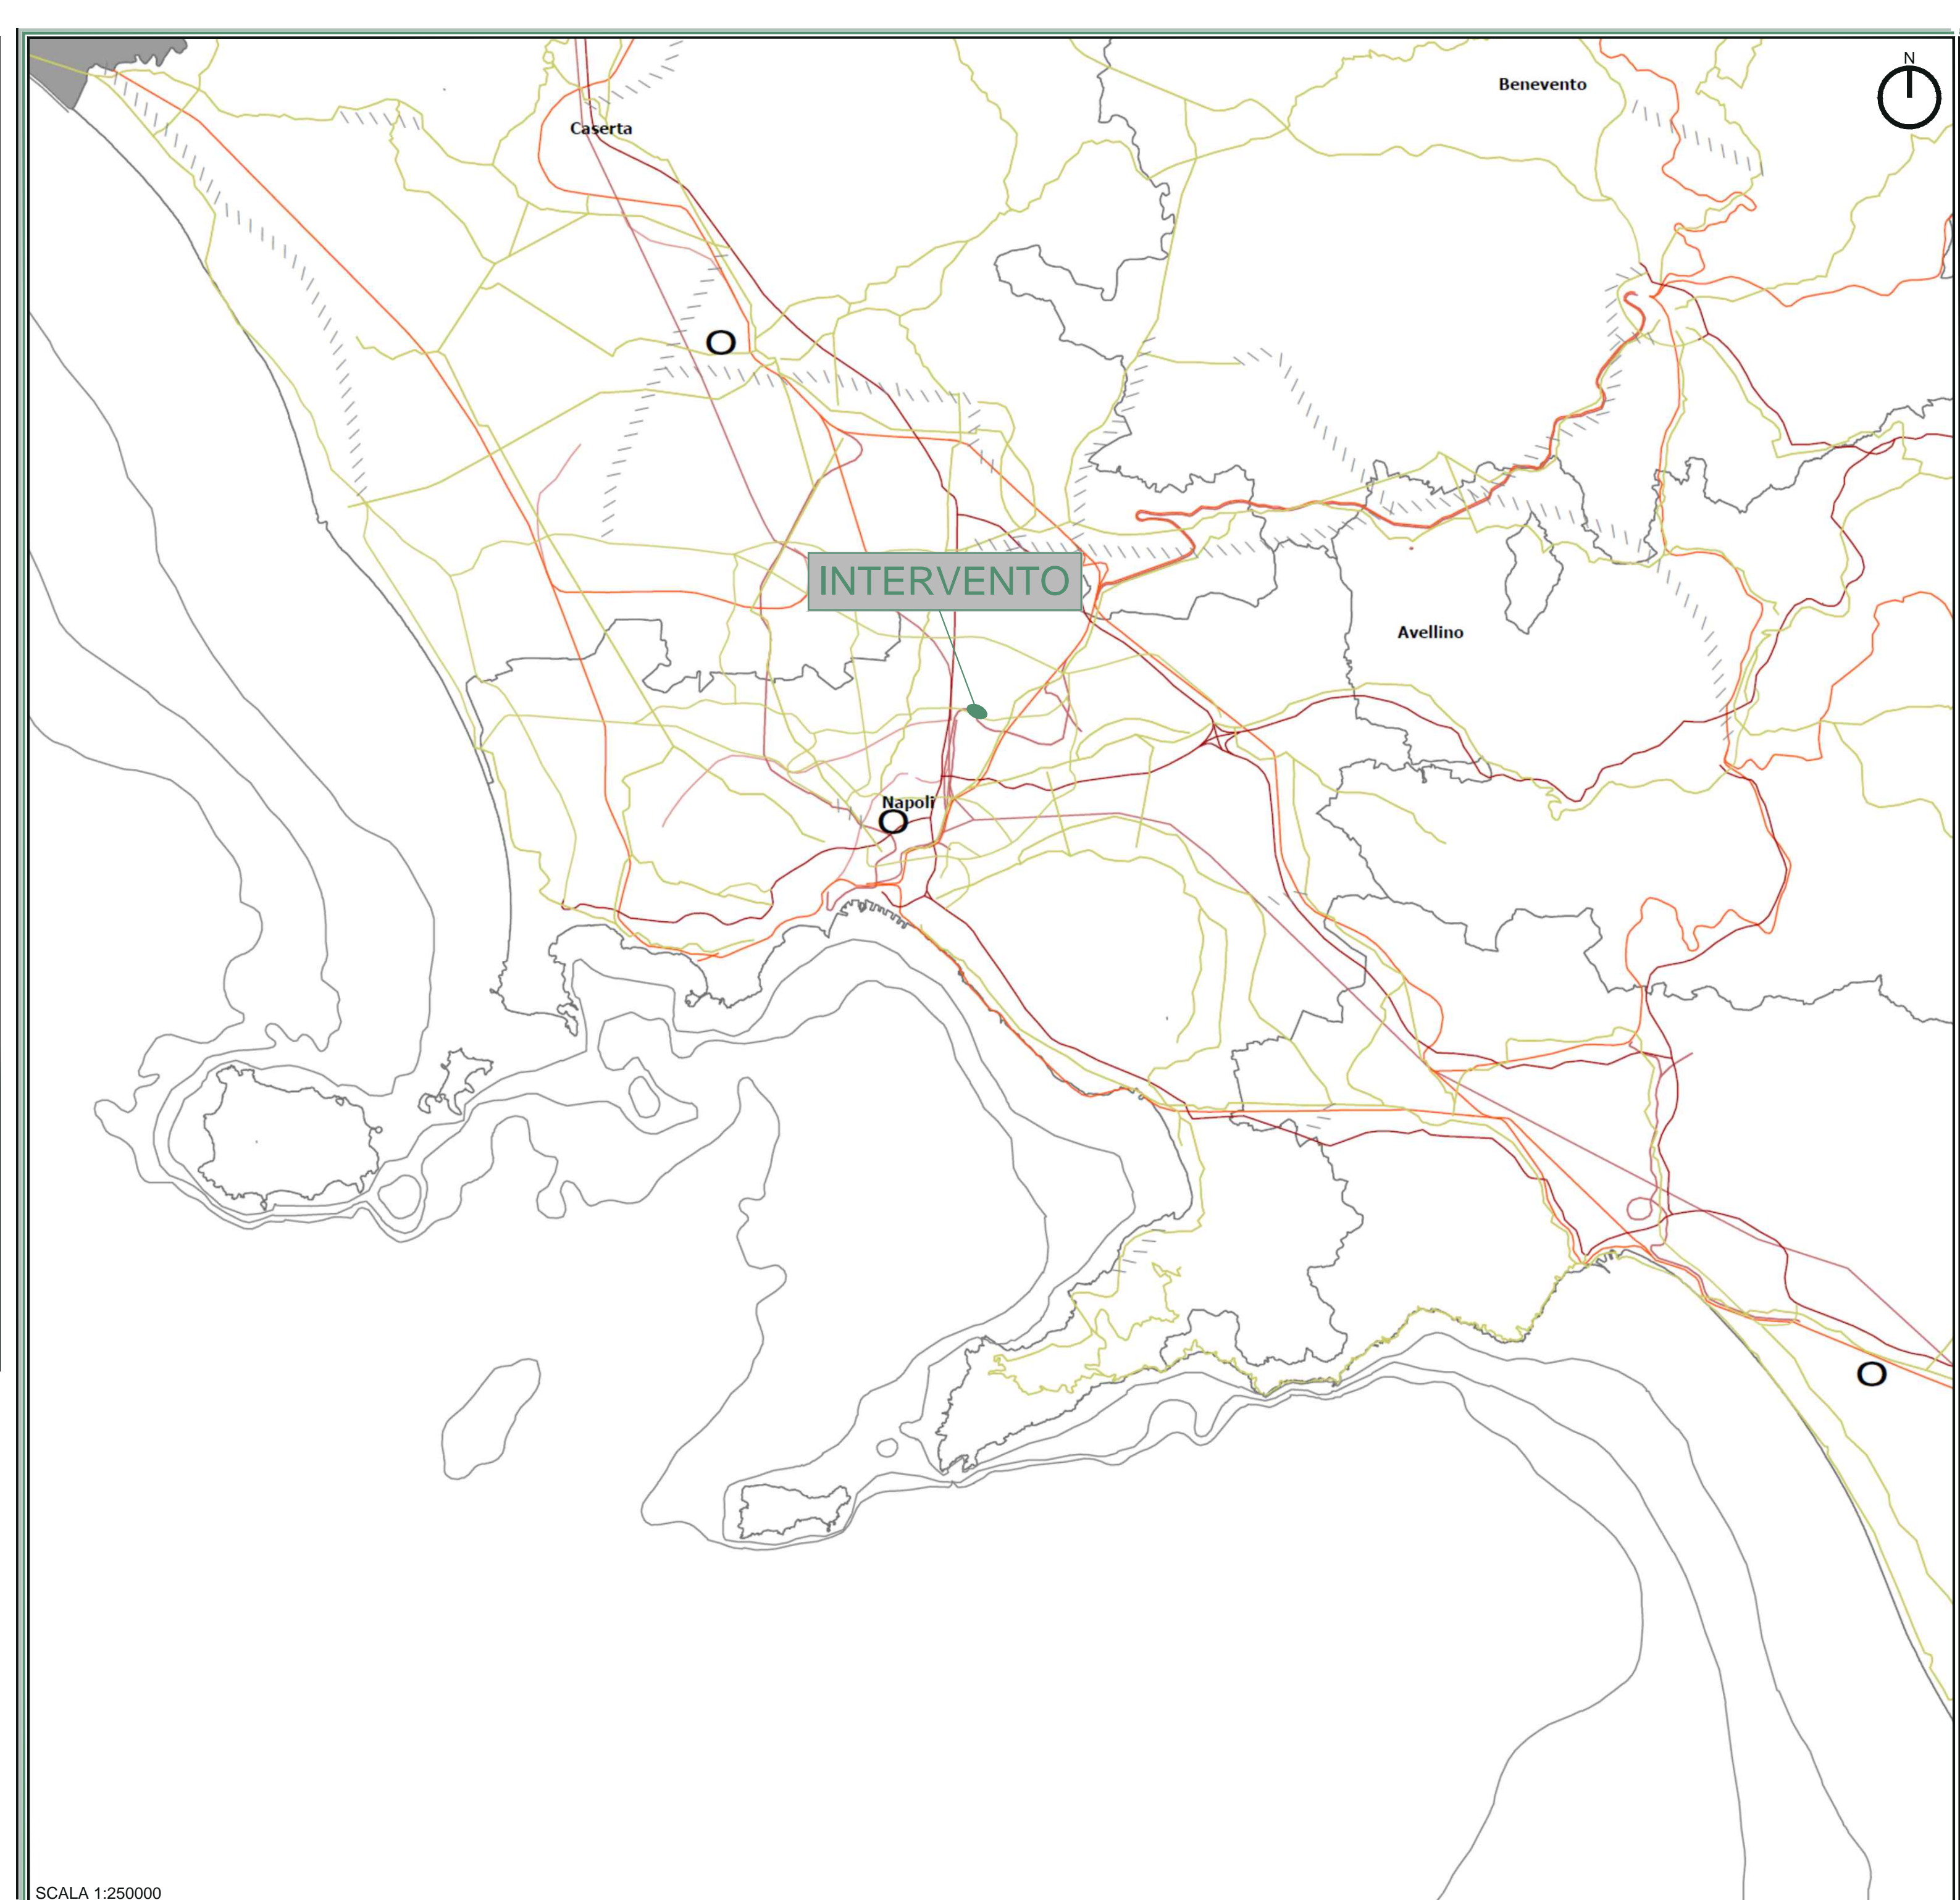 N
Benevento
Caserta
INTERVENTO
Avellino
Napoli
SCALA 1:250000